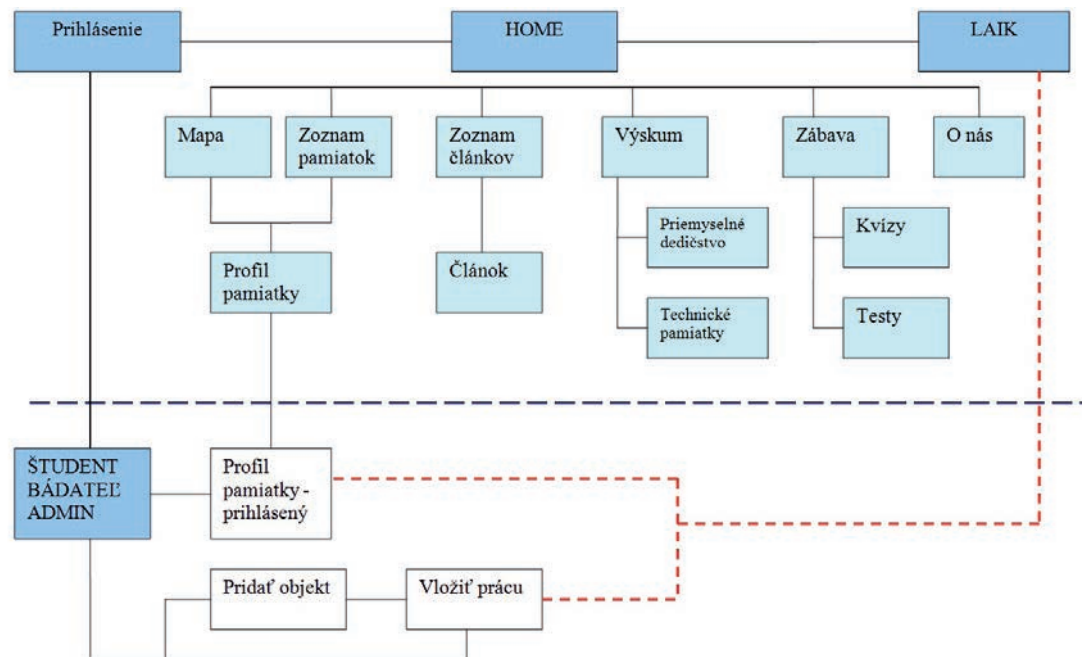 Prihlásenie
HOME
LAIK
Mapa
Zoznam
pamiatok
Zoznam
článkov
Výskum
Zábava
O nás
Priemyselné
dedičstvo
Kvízy
Profil
pamiatky
Článok
Technické
pamiatky
Testy
ŠTUDENT
BÁDATEĽ
ADMIN
Profil
pamiatky -
prihlásený
Pridať objekt
Vložiť prácu